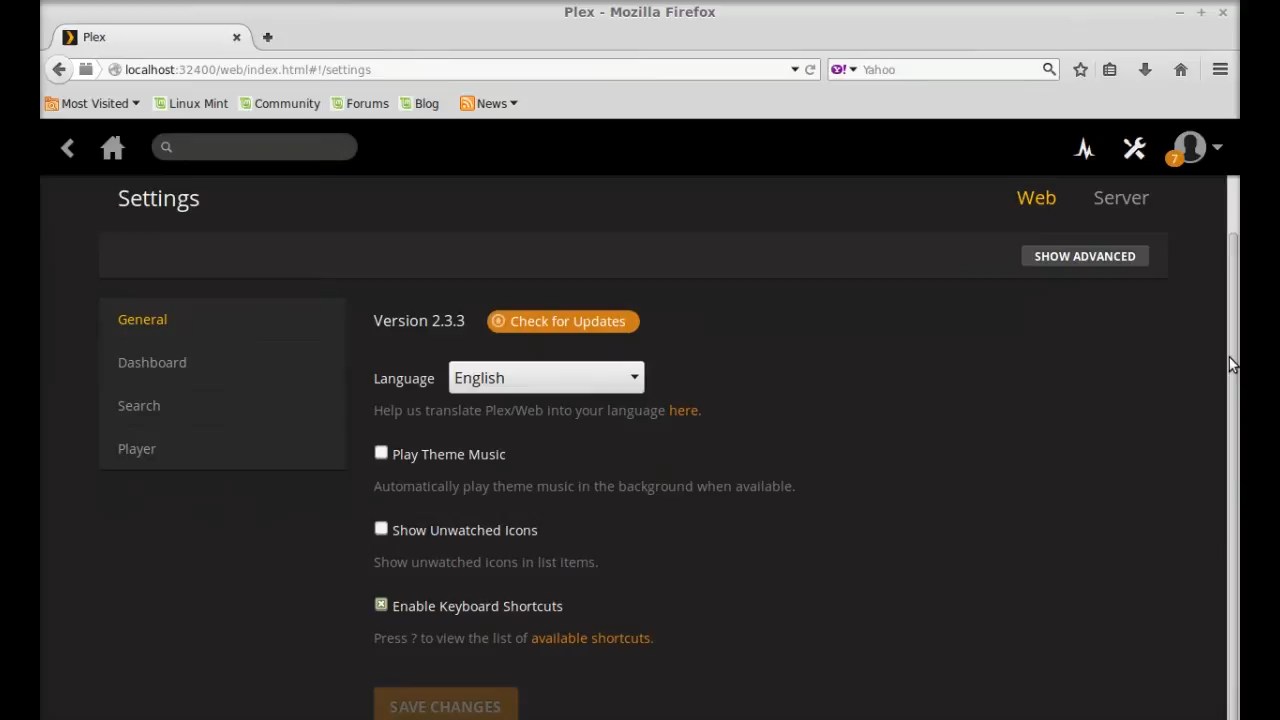 Plex - Mozilla Firefox
Plex
localhost:32400/web/index.html#!/settings
Yahoo
Most Visited Linux Mint Community Forums Blog News
7
Settings Web Server
SHOW ADVANCED
General
Dashboard
Search
Player
Version 2.3.3 Check for Updates
Language English
Help us translate Plex/Web into your language here.
Play Theme Music
Automatically play theme music in the background when available.
Show Unwatched Icons
Show unwatched icons in list items.
Enable Keyboard Shortcuts
Press ? to view the list of available shortcuts.
SAVE CHANGES